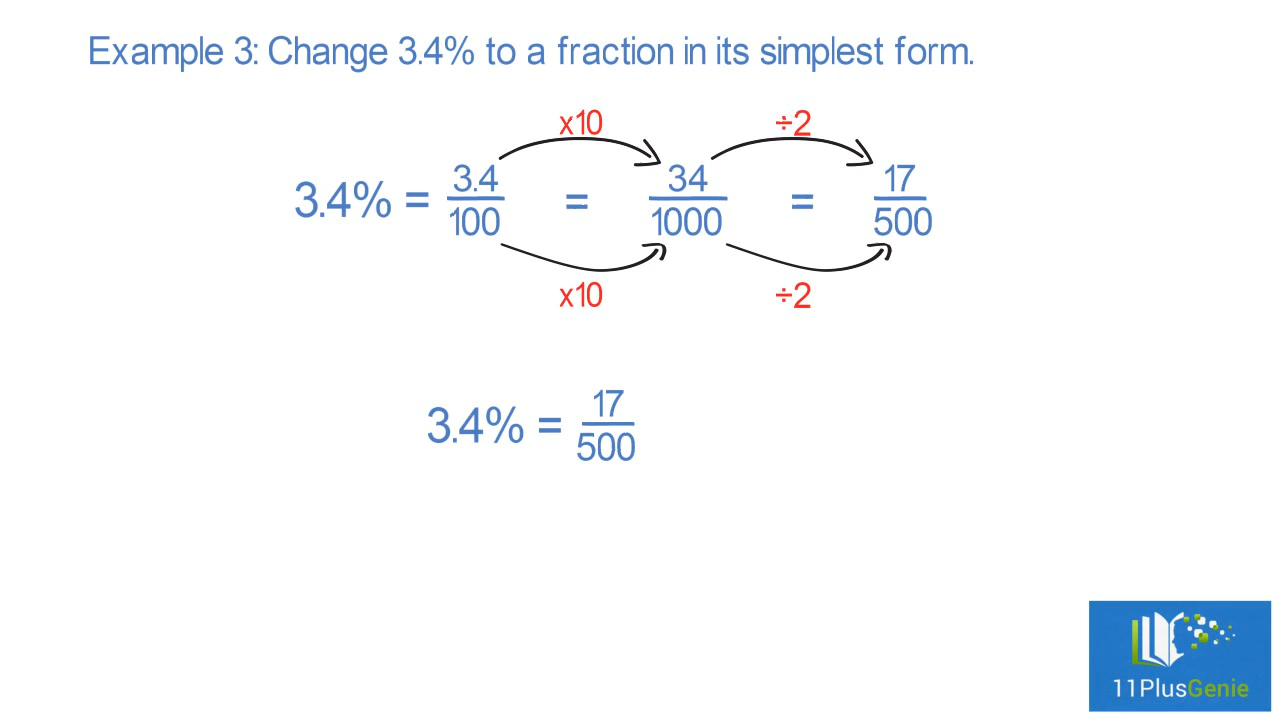 Example 3: Change 3.4% to a fraction in its simplest form.
x10 ÷2
3.4% = 3.4/100 = 34/1000 = 17/500
x10 ÷2
3.4% = 17/500
11PlusGenie